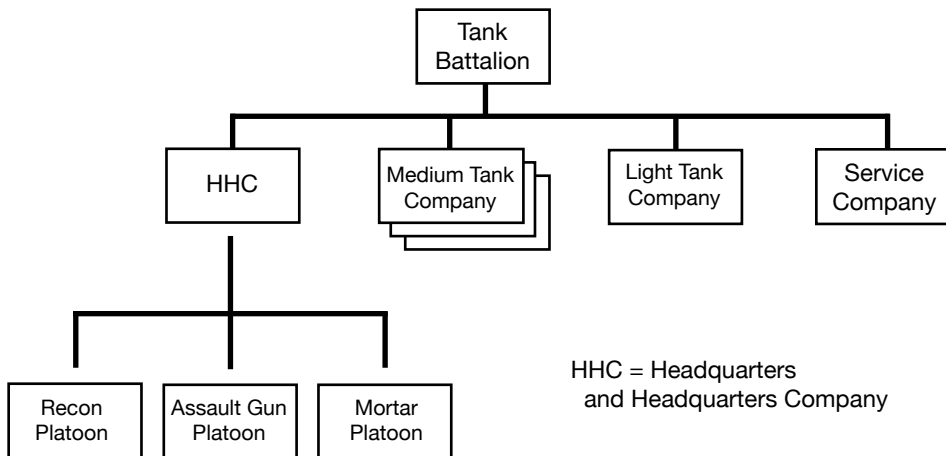 Tank
Battalion
HHC
Medium Tank
Company
Light Tank
Company
Service
Company
Recon
Platoon
Assault Gun
Platoon
Mortar
Platoon
HHC = Headquarters
and Headquarters Company